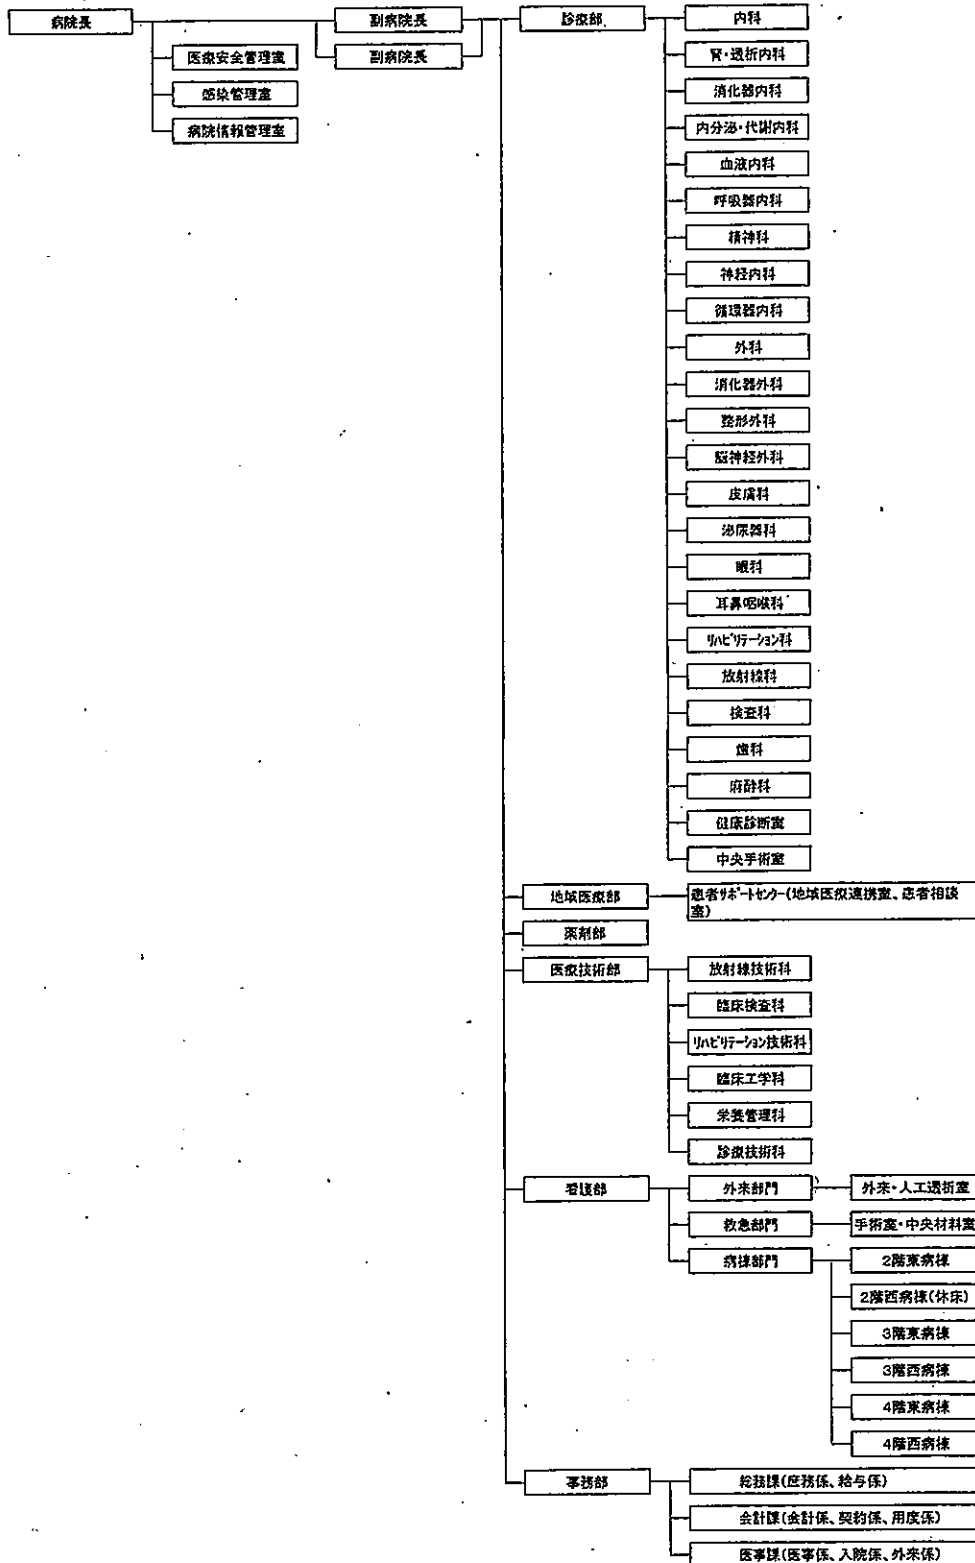 病院長
副病院長
診療部
内科
医療安全管理室
副病院長
腎・透析内科
感染管理室
消化器内科
病院情報管理室
内分泌・代謝内科
血液内科
呼吸器内科
精神科
神経内科
循環器内科
外科
消化器外科
整形外科
脳神経外科
皮膚科
泌尿器科
眼科
耳鼻咽喉科
リハビリテーション科
放射線科
検査科
歯科
麻酔科
健康診断室
中央手術室
地域医療部
患者サポートセンター(地域医療連携室、患者相談
室)
薬剤部
医療技術部
放射線技術科
臨床検査科
リハビリテーション技術科
臨床工学科
栄養管理科
診療技術科
看護部
外来部門
外来・人工透析室
救急部門
手術室・中央材料室
病棟部門
2階東病棟
2階西病棟(休床)
3階東病棟
3階西病棟
4階東病棟
4階西病棟
事務部
総務課(庶務係、給与係)
会計課(会計係、契約係、用度係)
医事課(医事係、入院係、外来係)